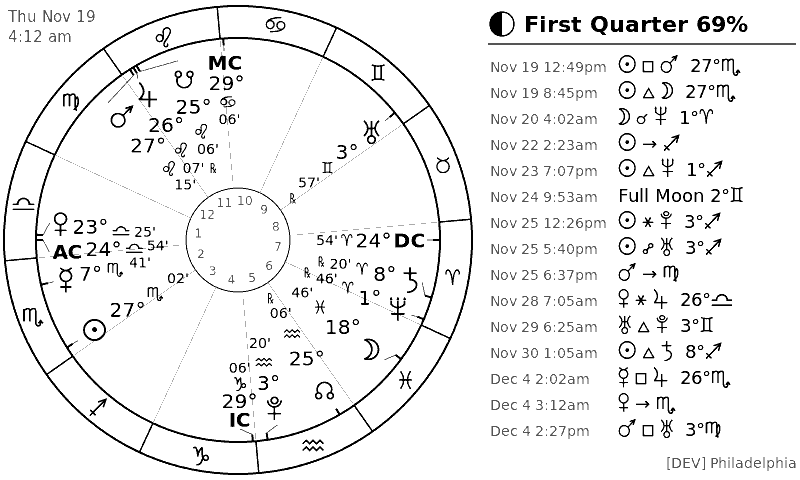 Thu Nov 19
4:12 am
♋
♌
♊
MC
29°
♋
06'
☋
25°
♌
06'
♃
26°
♌ 07' ℞
♂
27°
♌
15'
♍
♅
3°
♊
57'
℞
♉
♎
11 10
12 9
1 8
2 7
3 6
4 5
♀ 23° ♎ 25'
AC 24° ♎ 54'
☿ 7° ♏ 41'
54' ♈ 24° DC
℞ 20' ♈ 8° ♄
℞ 46' ♈ 1° ♆
♈
♏
☉
27°
♏
02'
46'
♓
18°
☽
℞
06'
♒
25°
☊
20'
♒
3°
♇
06'
♑
29°
IC
♓
♐
♑
♒
First Quarter 69%
Nov 19 12:49pm ☉ □ ♂ 27°♏
Nov 19 8:45pm ☉ △ ☽ 27°♏
Nov 20 4:02am ☽ ☌ ♆ 1°♈
Nov 22 2:23am ☉ → ♐
Nov 23 7:07pm ☉ △ ♆ 1°♐
Nov 24 9:53am Full Moon 2°♊
Nov 25 12:26pm ☉ ⚹ ♇ 3°♐
Nov 25 5:40pm ☉ ☍ ♅ 3°♐
Nov 25 6:37pm ♂ → ♍
Nov 28 7:05am ♀ ⚹ ♃ 26°♎
Nov 29 6:25am ♅ △ ♇ 3°♊
Nov 30 1:05am ☉ △ ♄ 8°♐
Dec 4 2:02am ☿ □ ♃ 26°♏
Dec 4 3:12am ♀ → ♏
Dec 4 2:27pm ♂ □ ♅ 3°♍
[DEV] Philadelphia